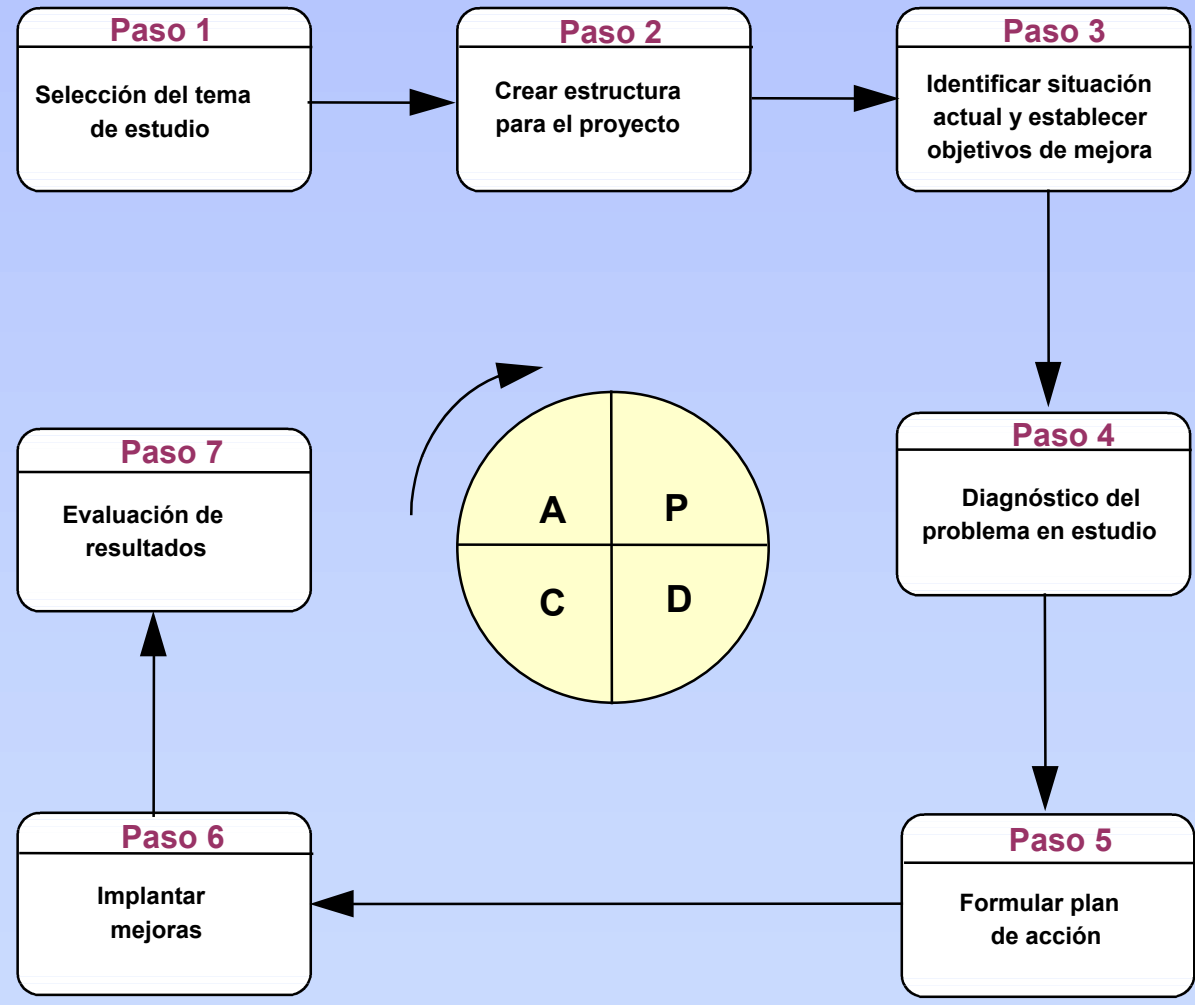 Paso 1
Selección del tema
de estudio
Paso 2
Crear estructura
para el proyecto
Paso 3
Identificar situación
actual y establecer
objetivos de mejora
Paso 4
Diagnóstico del
problema en estudio
Paso 5
Formular plan
de acción
Paso 6
Implantar
mejoras
Paso 7
Evaluación de
resultados
A P
C D